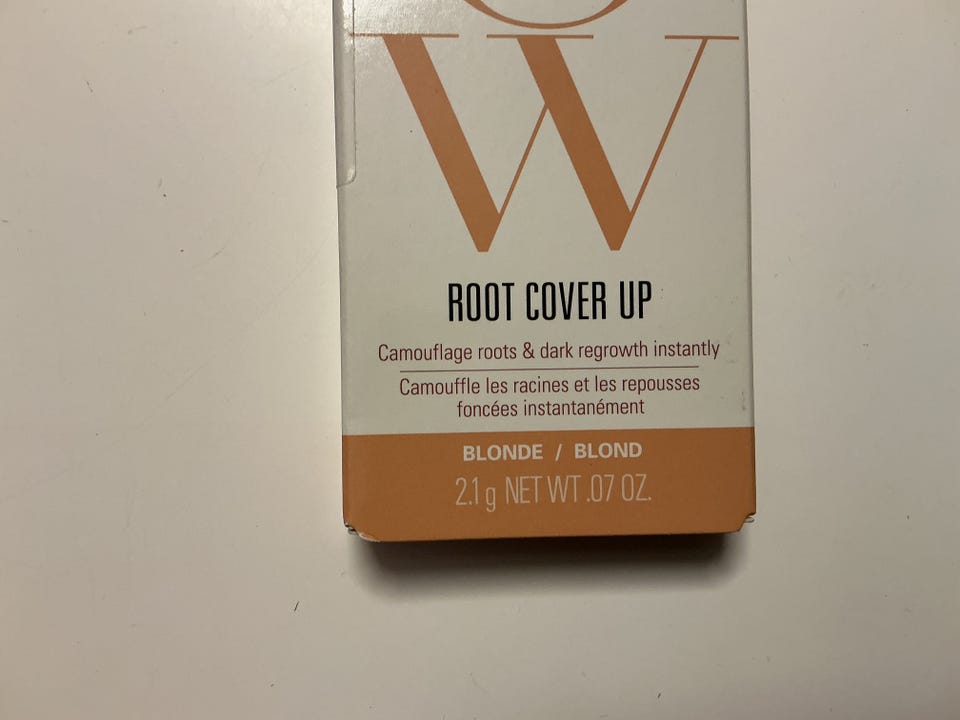 W
ROOT COVER UP
Camouflage roots & dark regrowth instantly
Camouffle les racines et les repousses
foncées instantanément
BLONDE / BLOND
2.1 g NET WT .07 OZ.